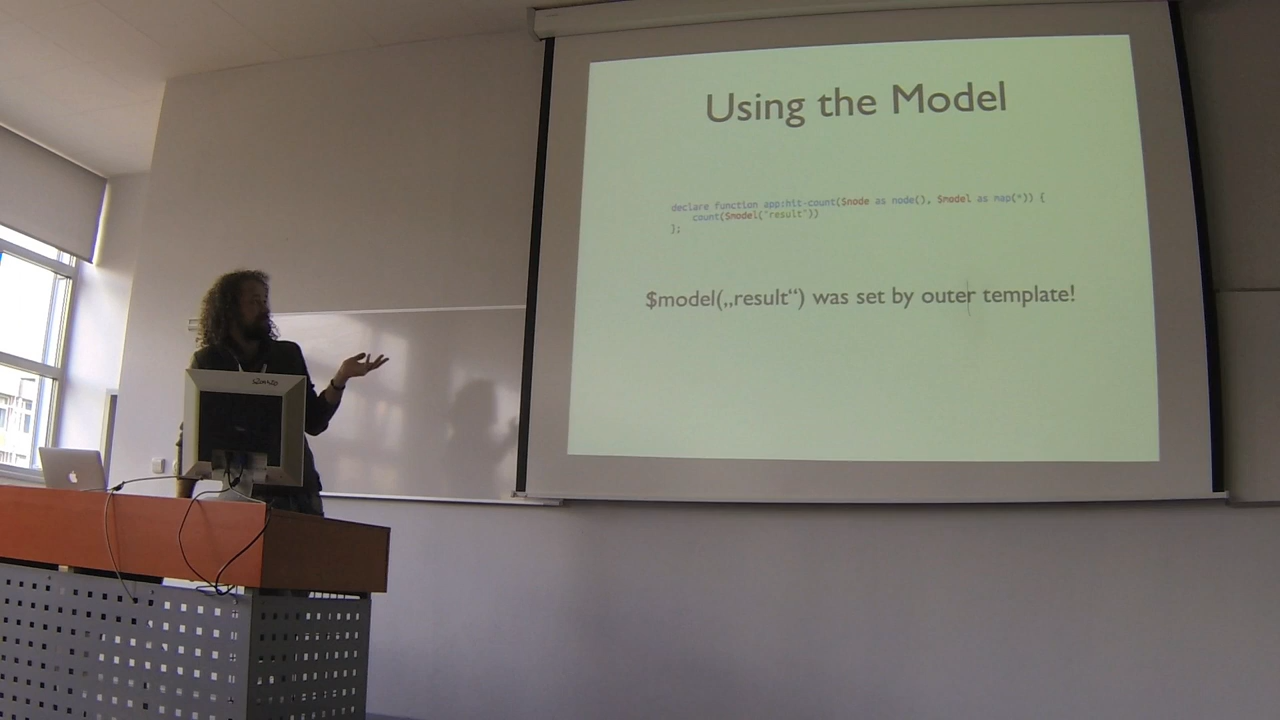 Using the Model
declare function app:hit-count($node as node(), $model as map(*)) {
count($model("result"))
};
$model(„result“) was set by outer template!